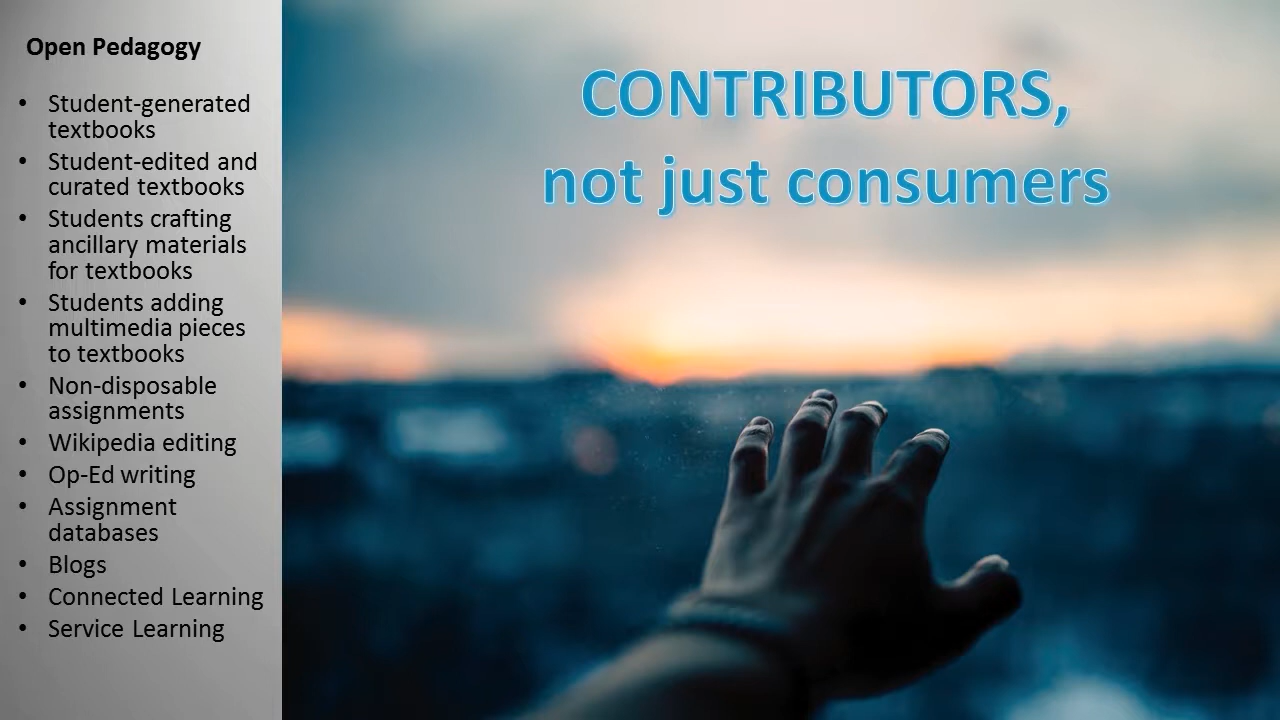 Open Pedagogy
• Student-generated
textbooks
• Student-edited and
curated textbooks
• Students crafting
ancillary materials
for textbooks
• Students adding
multimedia pieces
to textbooks
• Non-disposable
assignments
• Wikipedia editing
• Op-Ed writing
• Assignment
databases
• Blogs
• Connected Learning
• Service Learning
CONTRIBUTORS,
not just consumers